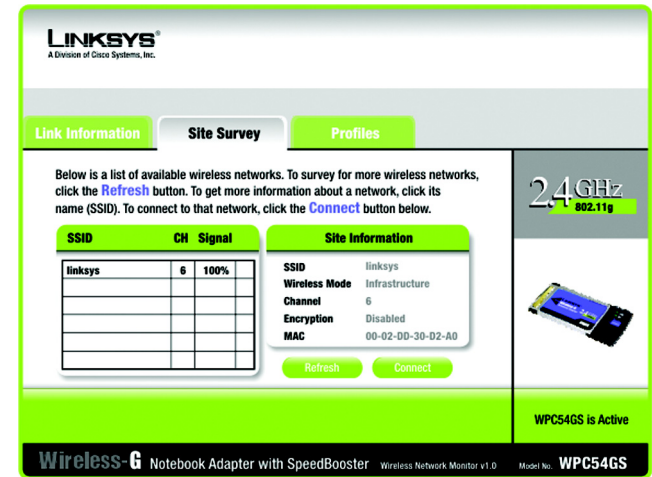 LINKSYS®
A Division of Cisco Systems, Inc.
Link Information
Site Survey
Profiles
Below is a list of available wireless networks. To survey for more wireless networks,
click the Refresh button. To get more information about a network, click its
name (SSID). To connect to that network, click the Connect button below.
2.4GHz
802.11g
SSID CH Signal
linksys 6 100%
Site Information
SSID linksys
Wireless Mode Infrastructure
Channel 6
Encryption Disabled
MAC 00-02-DD-30-D2-A0
Refresh Connect
WPC54GS is Active
Wireless-G Notebook Adapter with SpeedBooster Wireless Network Monitor v1.0 Model No. WPC54GS